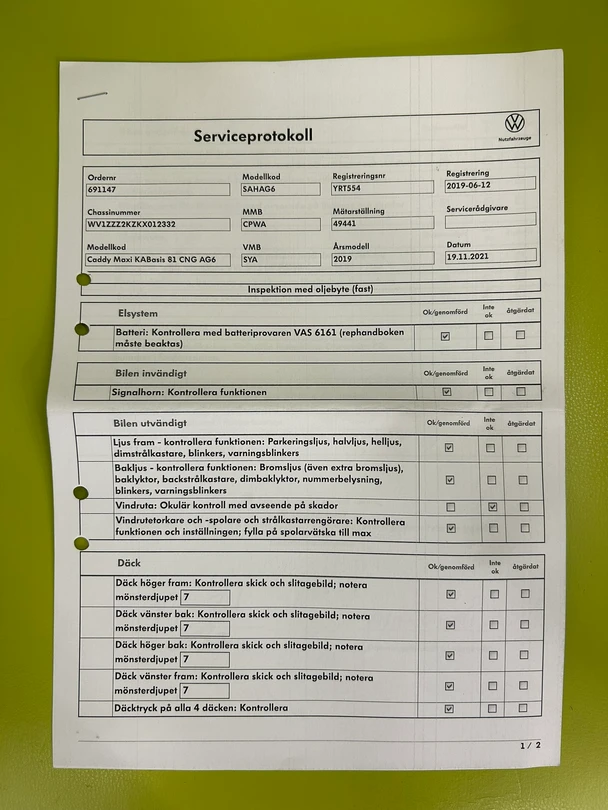 Serviceprotokoll
Nutzfahrzeuge
Ordernr Modellkod Registreringsnr Registrering
691147 SAHAG6 YRT554 2019-06-12
Chassinummer MMB Mätarställning Servicerådgivare
WV1ZZZ2KZKX012332 CPWA 49441
Modellkod VMB Årsmodell Datum
Caddy Maxi KABasis 81 CNG AG6 SYA 2019 19.11.2021
Inspektion med oljebyte (fast)
Elsystem Ok/genomförd Inte ok åtgärdat
Batteri: Kontrollera med batteriprovaren VAS 6161 (rephandboken
måste beaktas)
Bilen invändigt Ok/genomförd Inte ok åtgärdat
Signalhorn: Kontrollera funktionen
Bilen utvändigt Ok/genomförd Inte ok åtgärdat
Ljus fram - kontrollera funktionen: Parkeringsljus, halvljus, helljus,
dimstrålkastare, blinkers, varningsblinkers
Bakljus - kontrollera funktionen: Bromsljus (även extra bromsljus),
baklyktor, backstrålkastare, dimbaklyktor, nummerbelysning,
blinkers, varningsblinkers
Vindruta: Okulär kontroll med avseende på skador
Vindrutetorkare och -spolare och strålkastarrengörare: Kontrollera
funktionen och inställningen; fylla på spolarvätska till max
Däck Ok/genomförd Inte ok åtgärdat
Däck höger fram: Kontrollera skick och slitagebild; notera
mönsterdjupet 7
Däck vänster bak: Kontrollera skick och slitagebild; notera
mönsterdjupet 7
Däck höger bak: Kontrollera skick och slitagebild; notera
mönsterdjupet 7
Däck vänster fram: Kontrollera skick och slitagebild; notera
mönsterdjupet 7
Däcktryck på alla 4 däcken: Kontrollera
1 / 2